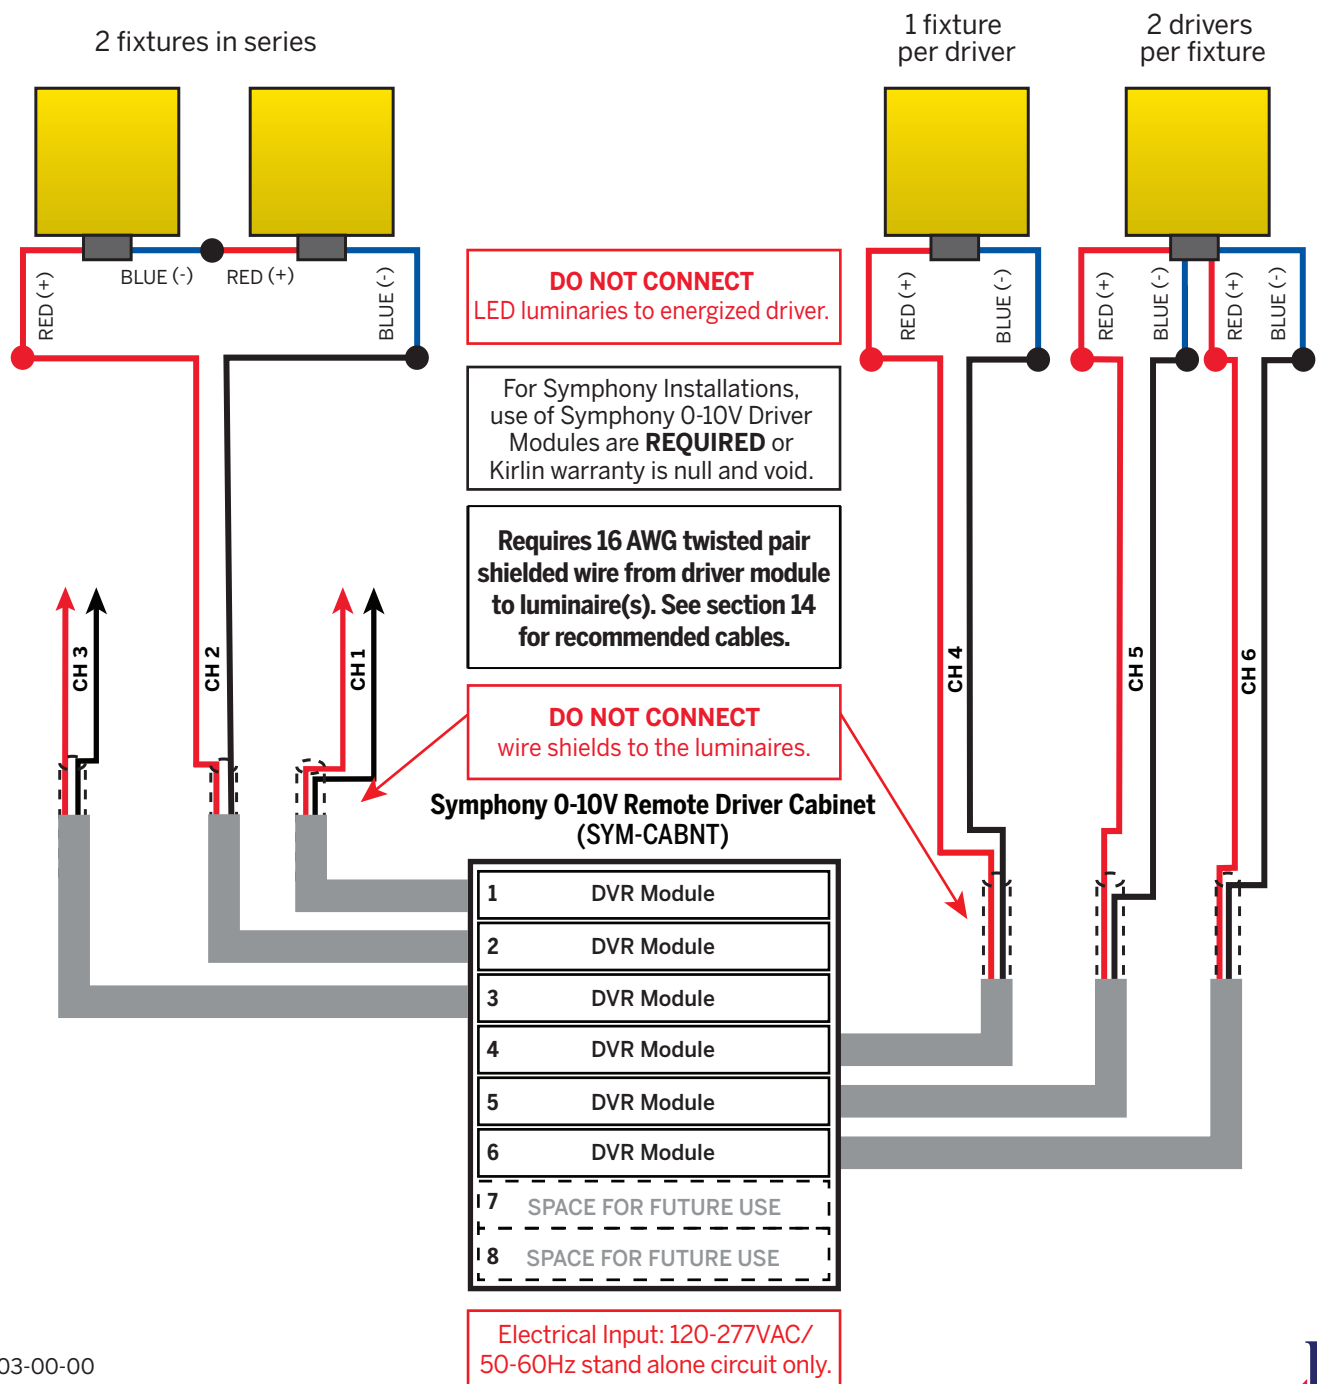 2 fixtures in series
1 fixture
per driver
2 drivers
per fixture
RED (+)
BLUE (-)
RED (+)
BLUE (-)
RED (+)
BLUE (-)
RED (+)
BLUE (-)
RED (+)
BLUE (-)
DO NOT CONNECT
LED luminaries to energized driver.
For Symphony Installations,
use of Symphony 0-10V Driver
Modules are REQUIRED or
Kirlin warranty is null and void.
Requires 16 AWG twisted pair
shielded wire from driver module
to luminaire(s). See section 14
for recommended cables.
CH 3
CH 2
CH 1
CH 4
CH 5
CH 6
DO NOT CONNECT
wire shields to the luminaires.
Symphony 0-10V Remote Driver Cabinet
(SYM-CABNT)
1 DVR Module
2 DVR Module
3 DVR Module
4 DVR Module
5 DVR Module
6 DVR Module
7 SPACE FOR FUTURE USE
8 SPACE FOR FUTURE USE
Electrical Input: 120-277VAC/
50-60Hz stand alone circuit only.
03-00-00